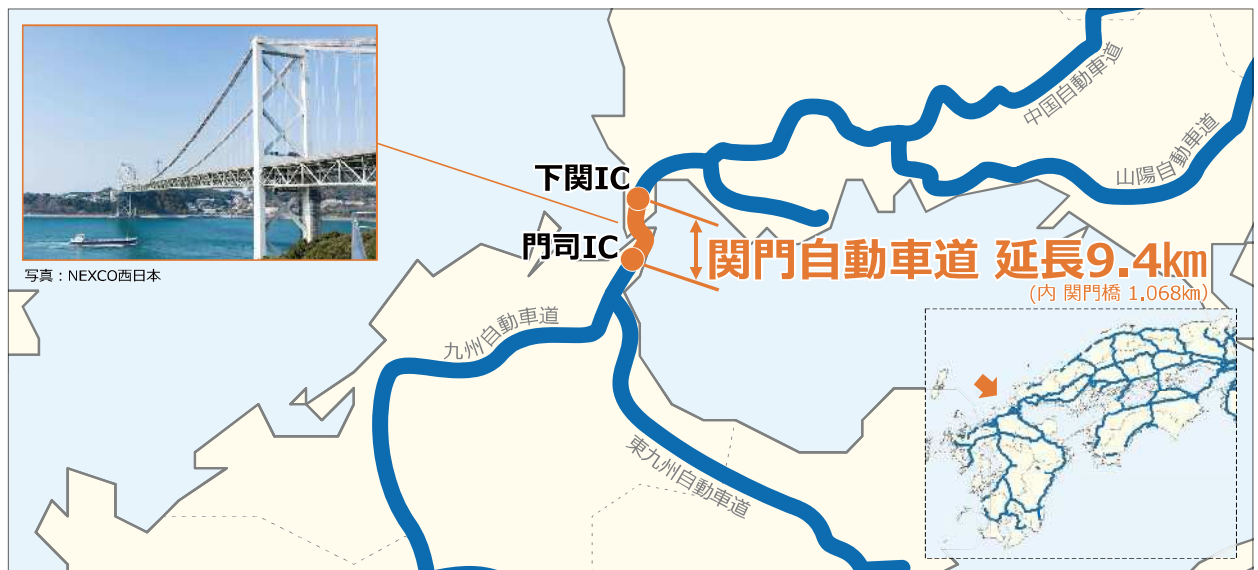 写真：NEXCO西日本
下関IC
門司IC
関門自動車道 延長9.4km
(内 関門橋 1.068km)
中国自動車道
山陽自動車道
九州自動車道
東九州自動車道